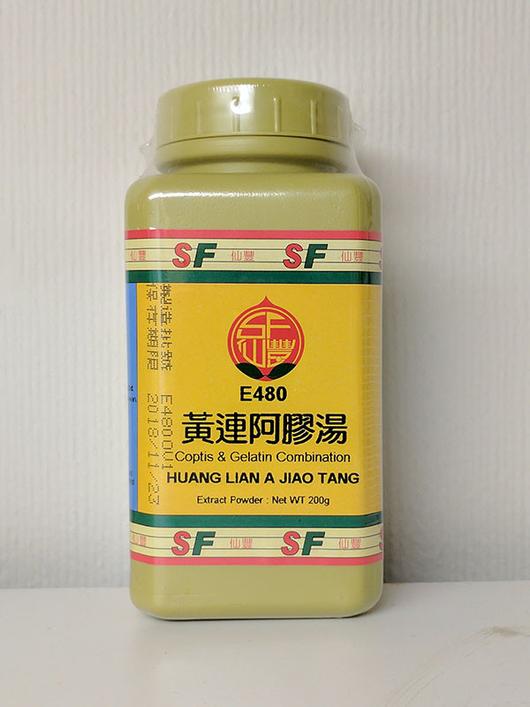 SF 仙豐 SF 仙豐
E480
黃連阿膠湯
Coptis & Gelatin Combination
HUANG LIAN A JIAO TANG
Extract Powder : Net WT 200g
製造批號 E4800V1
保存期限 2018/11/23
SF 仙豐 SF 仙豐